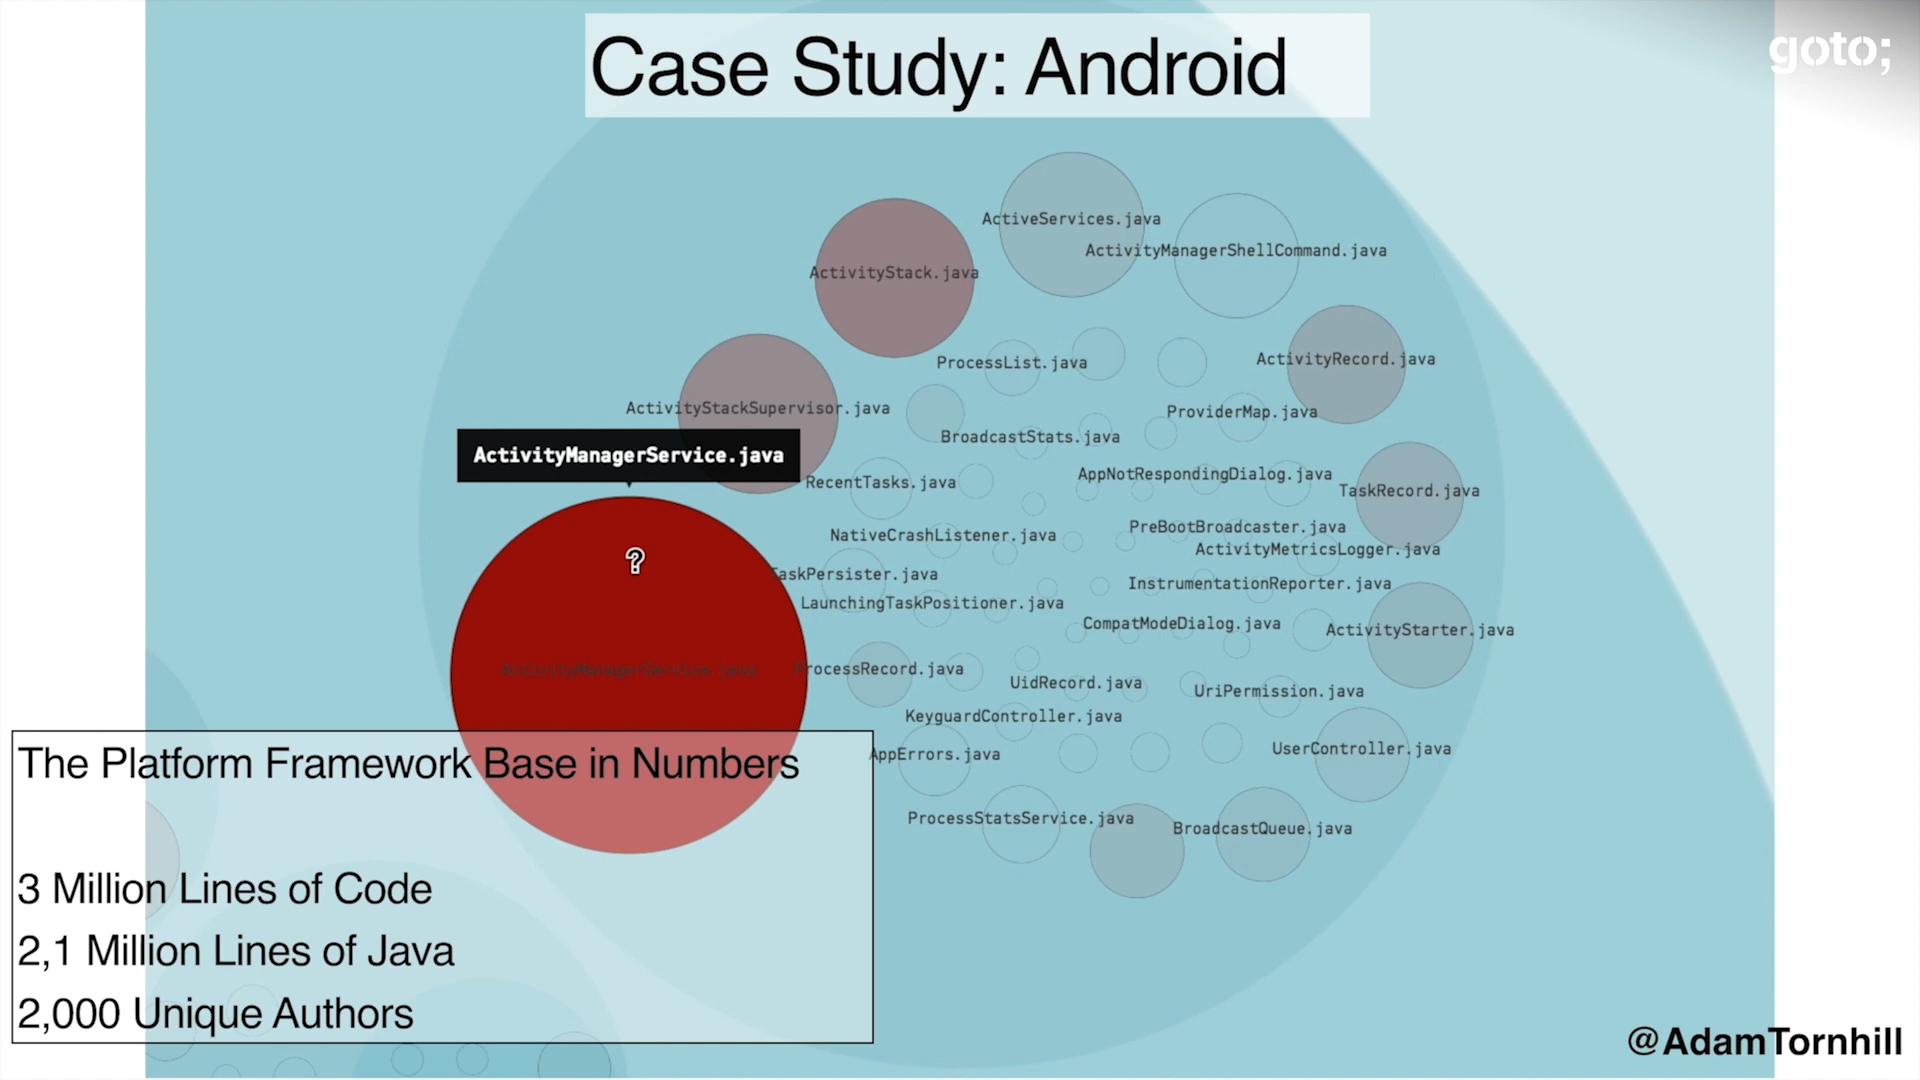 Case Study: Android
goto;
ActiveServices.java
ActivityManagerShellCommand.java
ActivityStack.java
ProcessList.java
ActivityRecord.java
ActivityStackSupervisor.java
ProviderMap.java
BroadcastStats.java
ActivityManagerService.java
AppNotRespondingDialog.java
RecentTasks.java
TaskRecord.java
PreBootBroadcaster.java
NativeCrashListener.java
ActivityMetricsLogger.java
TaskPersister.java
InstrumentationReporter.java
LaunchingTaskPositioner.java
CompatModeDialog.java
ActivityStarter.java
ActivityManagerService.java
ProcessRecord.java
UidRecord.java
UriPermission.java
KeyguardController.java
UserController.java
AppErrors.java
ProcessStatsService.java
BroadcastQueue.java
The Platform Framework Base in Numbers
3 Million Lines of Code
2,1 Million Lines of Java
2,000 Unique Authors
@AdamTornhill